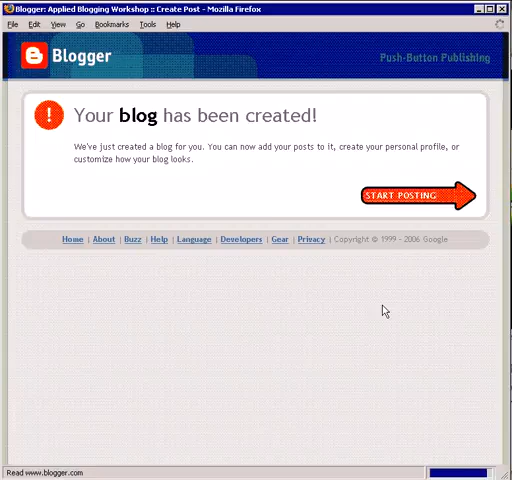 Blogger: Applied Blogging Workshop :: Create Post - Mozilla Firefox
File Edit View Go Bookmarks Tools Help
Blogger
Push-Button Publishing
! Your blog has been created!
We've just created a blog for you. You can now add your posts to it, create your personal profile, or
customize how your blog looks.
START POSTING
Home | About | Buzz | Help | Language | Developers | Gear | Privacy | Copyright © 1999 - 2006 Google
Read www.blogger.com